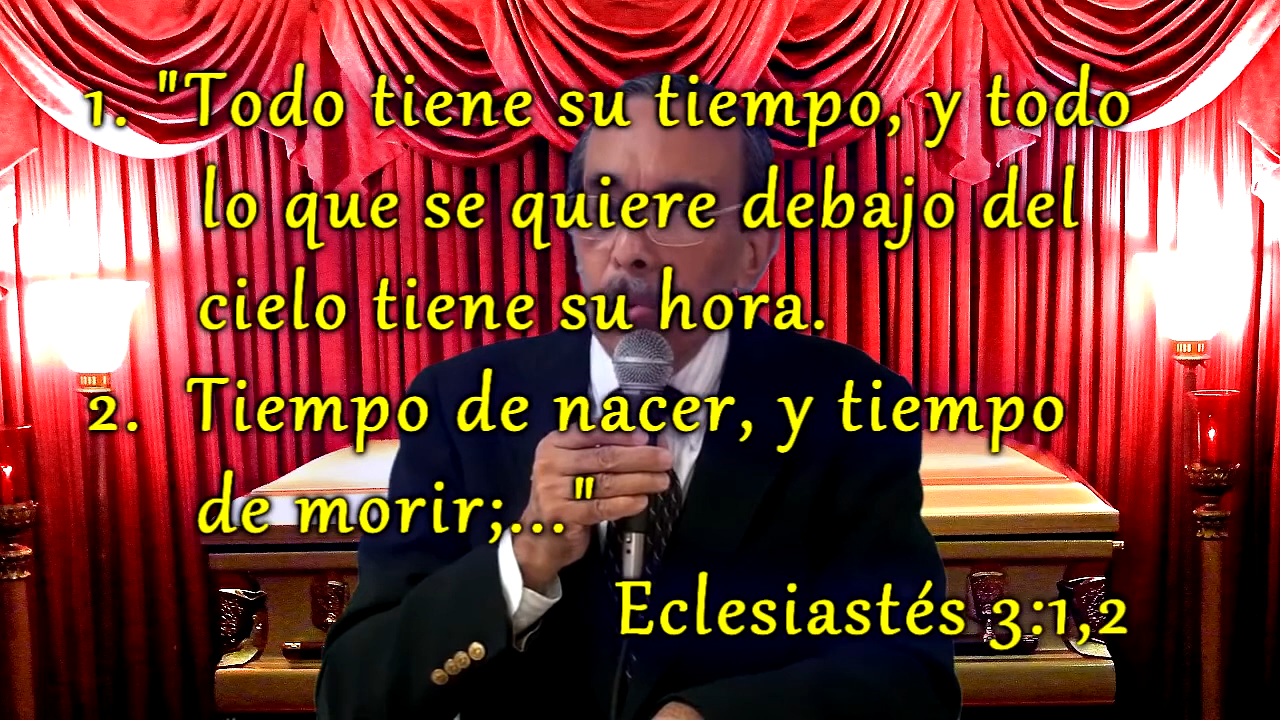 1. "Todo tiene su tiempo, y todo
lo que se quiere debajo del
cielo tiene su hora.
2. Tiempo de nacer, y tiempo
de morir;..."
Eclesiastés 3:1,2